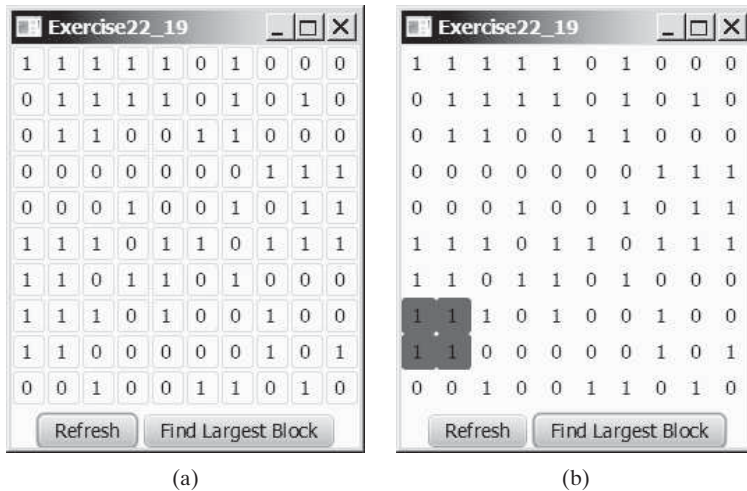 Exercise22_19
1 1 1 1 1 0 1 0 0 0
0 1 1 1 1 0 1 0 1 0
0 1 1 0 0 1 1 0 0 0
0 0 0 0 0 0 0 1 1 1
0 0 0 1 0 0 1 0 1 1
1 1 1 0 1 1 0 1 1 1
1 1 0 1 1 0 1 0 0 0
1 1 1 0 1 0 0 1 0 0
1 1 0 0 0 0 0 1 0 1
0 0 1 0 0 1 1 0 1 0
Refresh Find Largest Block
(a)
Exercise22_19
1 1 1 1 1 0 1 0 0 0
0 1 1 1 1 0 1 0 1 0
0 1 1 0 0 1 1 0 0 0
0 0 0 0 0 0 0 1 1 1
0 0 0 1 0 0 1 0 1 1
1 1 1 0 1 1 0 1 1 1
1 1 0 1 1 0 1 0 0 0
1 1 1 0 1 0 0 1 0 0
1 1 0 0 0 0 0 1 0 1
0 0 1 0 0 1 1 0 1 0
Refresh Find Largest Block
(b)